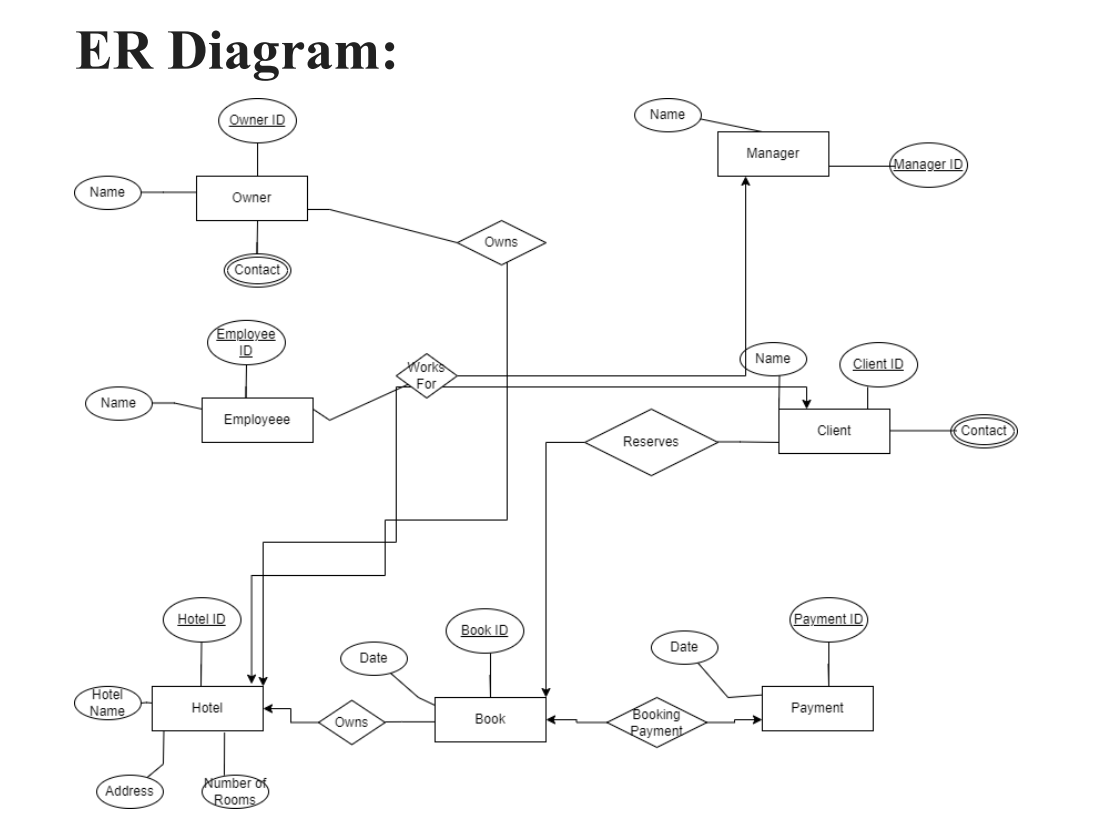 ER Diagram:
Owner ID
Name
Manager
Manager ID
Name
Owner
Owns
Contact
Employee
ID
Works
For
Name
Client ID
Name
Employeee
Reserves
Client
Contact
Hotel ID
Book ID
Payment ID
Date
Date
Hotel
Name
Hotel
Owns
Book
Booking
Payment
Payment
Address
Number of
Rooms